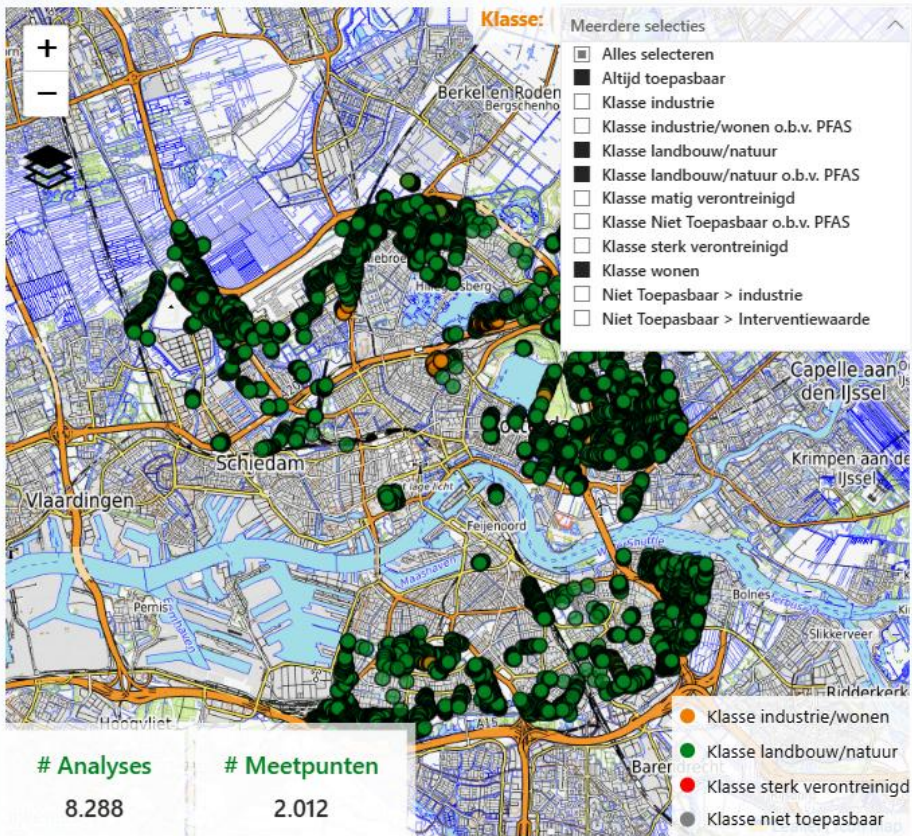 Klasse:
Meerdere selecties
Alles selecteren
Altijd toepasbaar
Klasse industrie
Klasse industrie/wonen o.b.v. PFAS
Klasse landbouw/natuur
Klasse landbouw/natuur o.b.v. PFAS
Klasse matig verontreinigd
Klasse Niet Toepasbaar o.b.v. PFAS
Klasse sterk verontreinigd
Klasse wonen
Niet Toepasbaar > industrie
Niet Toepasbaar > Interventiewaarde
+
−
Berkel en Roden
Bergschenho
Capelle aan
den IJssel
Schiedam
Krimpen aan de
IJssel
Vlaardingen
Feijenoord
Maashaven
Pernis
Bolnes
Slikkerveer
Ridderkerk
Hoogvliet
A15
Barendrecht
# Analyses
8.288
# Meetpunten
2.012
Klasse industrie/wonen
Klasse landbouw/natuur
Klasse sterk verontreinigd
Klasse niet toepasbaar